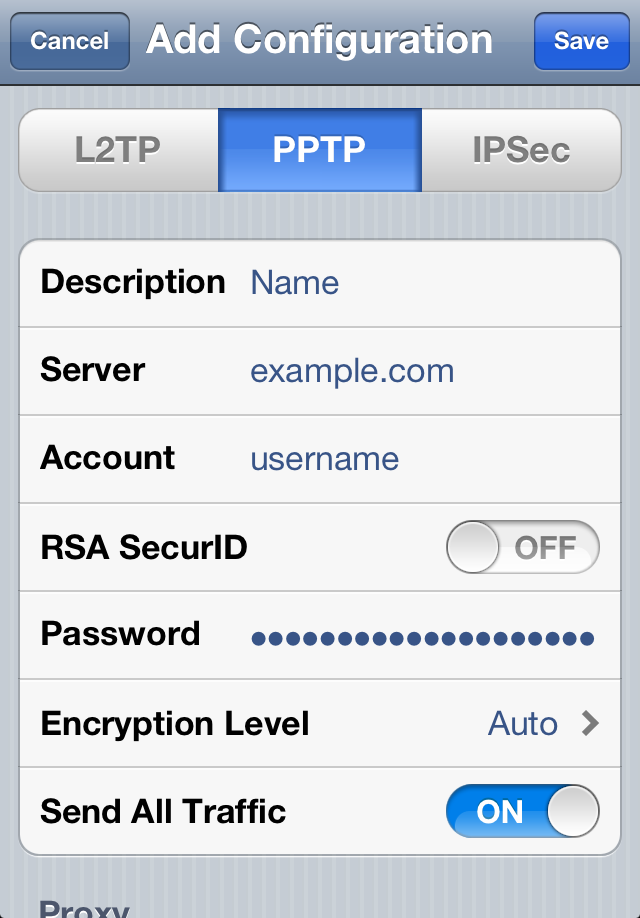 Cancel Add Configuration Save
L2TP PPTP IPSec
Description Name
Server example.com
Account username
RSA SecurID OFF
Password ••••••••••••••••••••
Encryption Level Auto
Send All Traffic ON
Proxy